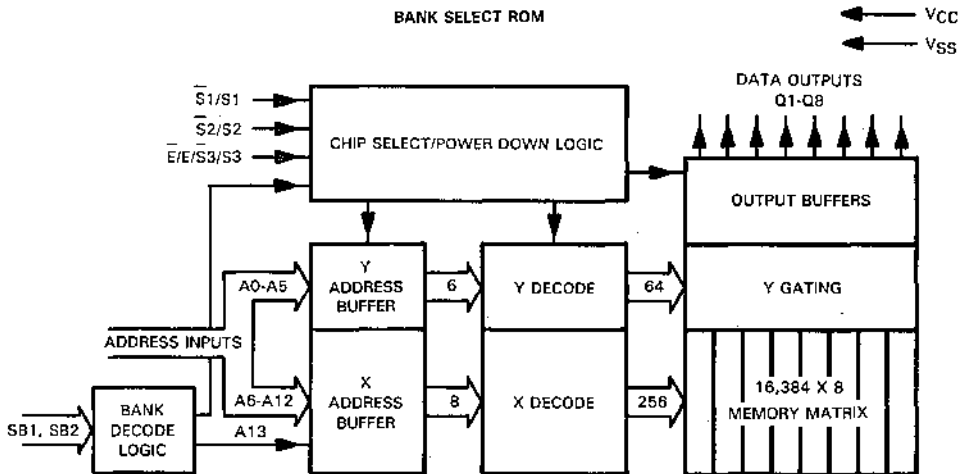 BANK SELECT ROM
VCC
VSS
DATA OUTPUTS
Q1-Q8
S̅1/S1
S̅2/S2
E̅/E/S̅3/S3
CHIP SELECT/POWER DOWN LOGIC
OUTPUT BUFFERS
A0-A5
Y
ADDRESS
BUFFER
6
Y DECODE
64
Y GATING
ADDRESS INPUTS
A6-A12
X
ADDRESS
BUFFER
8
X DECODE
256
16,384 X 8
MEMORY MATRIX
SB1, SB2
BANK
DECODE
LOGIC
A13